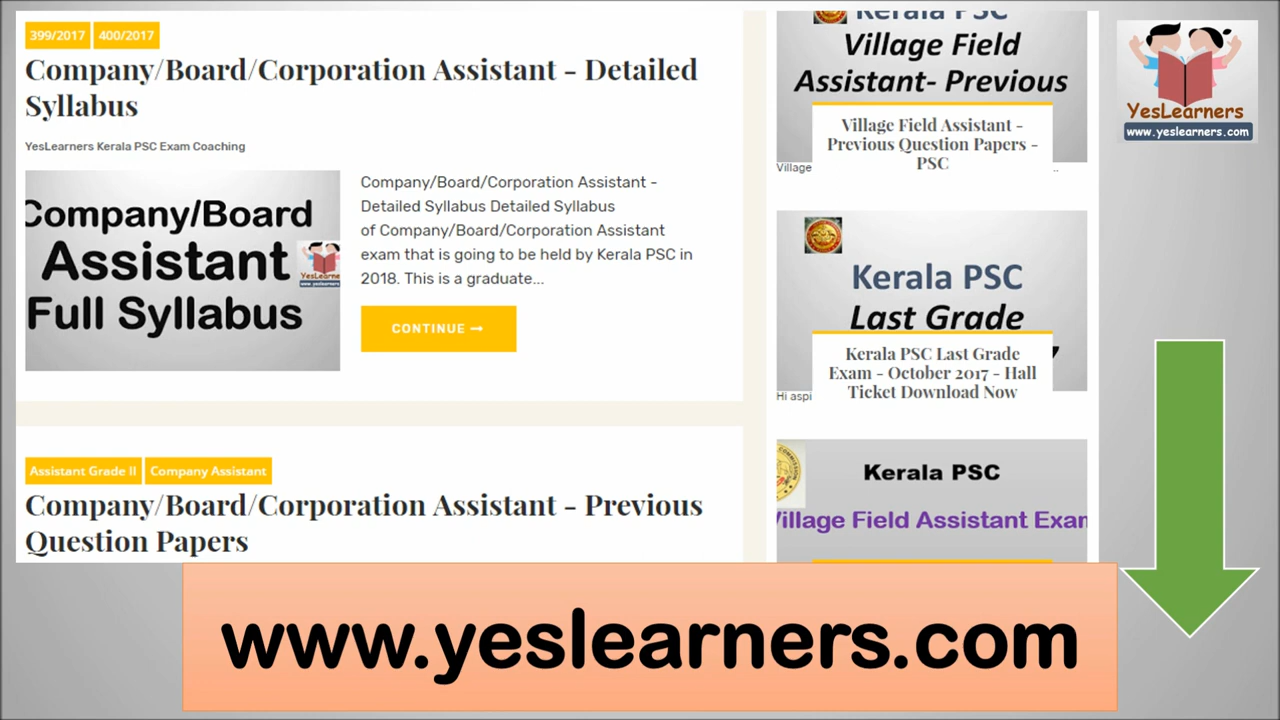 399/2017 400/2017
Company/Board/Corporation Assistant - Detailed
Syllabus
YesLearners Kerala PSC Exam Coaching
Company/Board
Assistant
Full Syllabus
YesLearners
Company/Board/Corporation Assistant -
Detailed Syllabus Detailed Syllabus
of Company/Board/Corporation Assistant
exam that is going to be held by Kerala PSC in
2018. This is a graduate...
CONTINUE
Assistant Grade II Company Assistant
Company/Board/Corporation Assistant - Previous
Question Papers
Kerala PSC
Village Field
Assistant- Previous
Village Field Assistant -
Previous Question Papers -
PSC
Village ..
Kerala PSC
Last Grade
Kerala PSC Last Grade
Exam - October 2017 - Hall
Ticket Download Now
Hi aspi
Kerala PSC
Village Field Assistant Exam
YesLearners
www.yeslearners.com
www.yeslearners.com